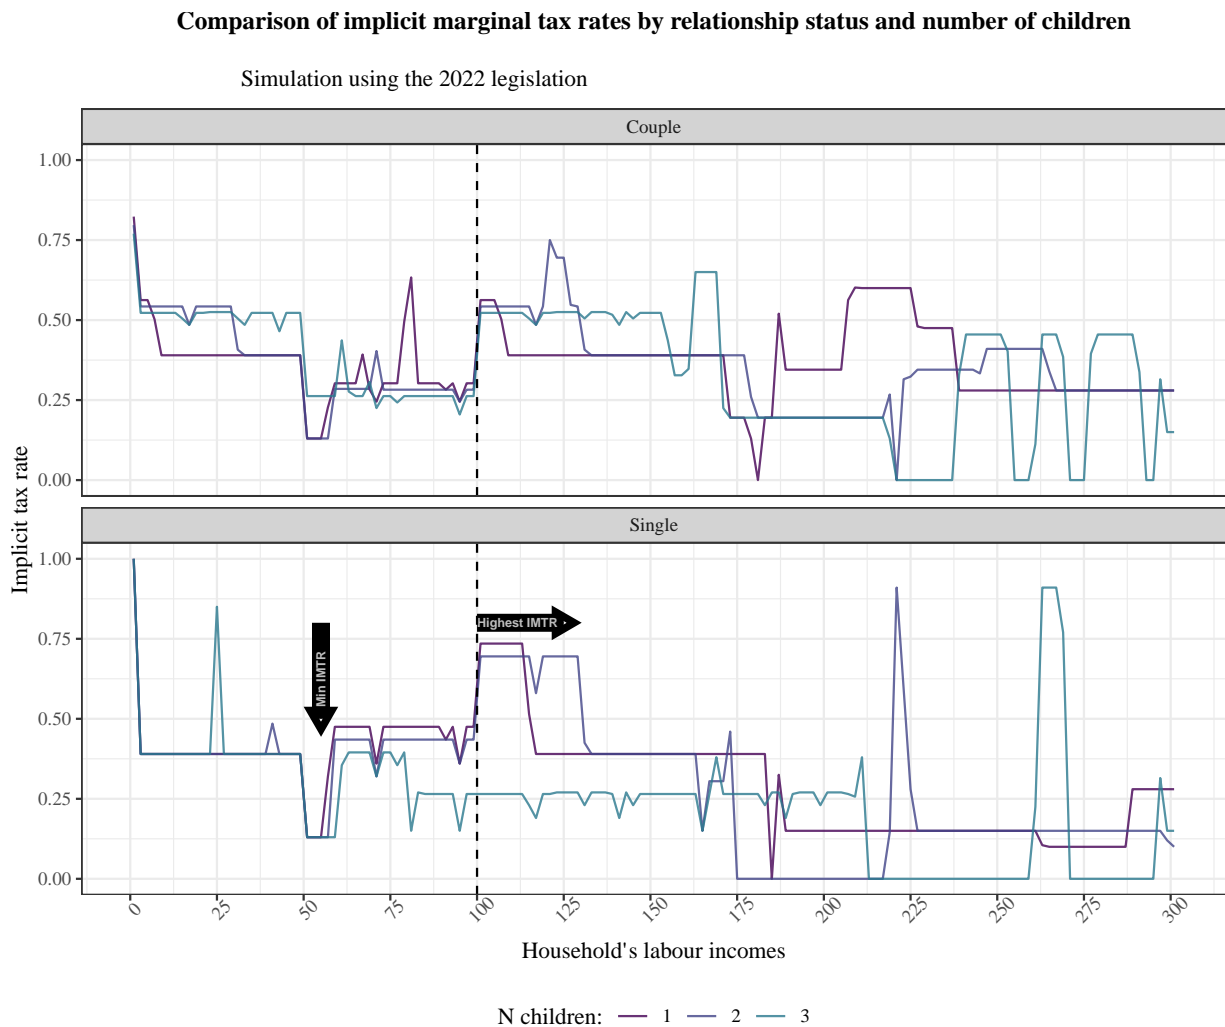 Comparison of implicit marginal tax rates by relationship status and number of children
Simulation using the 2022 legislation
Couple
1.00
0.75
0.50
0.25
0.00
Single
1.00
0.75
0.50
0.25
0.00
Highest IMTR
Min IMTR
Implicit tax rate
0 25 50 75 100 125 150 175 200 225 250 275 300
Household's labour incomes
N children: 1 2 3